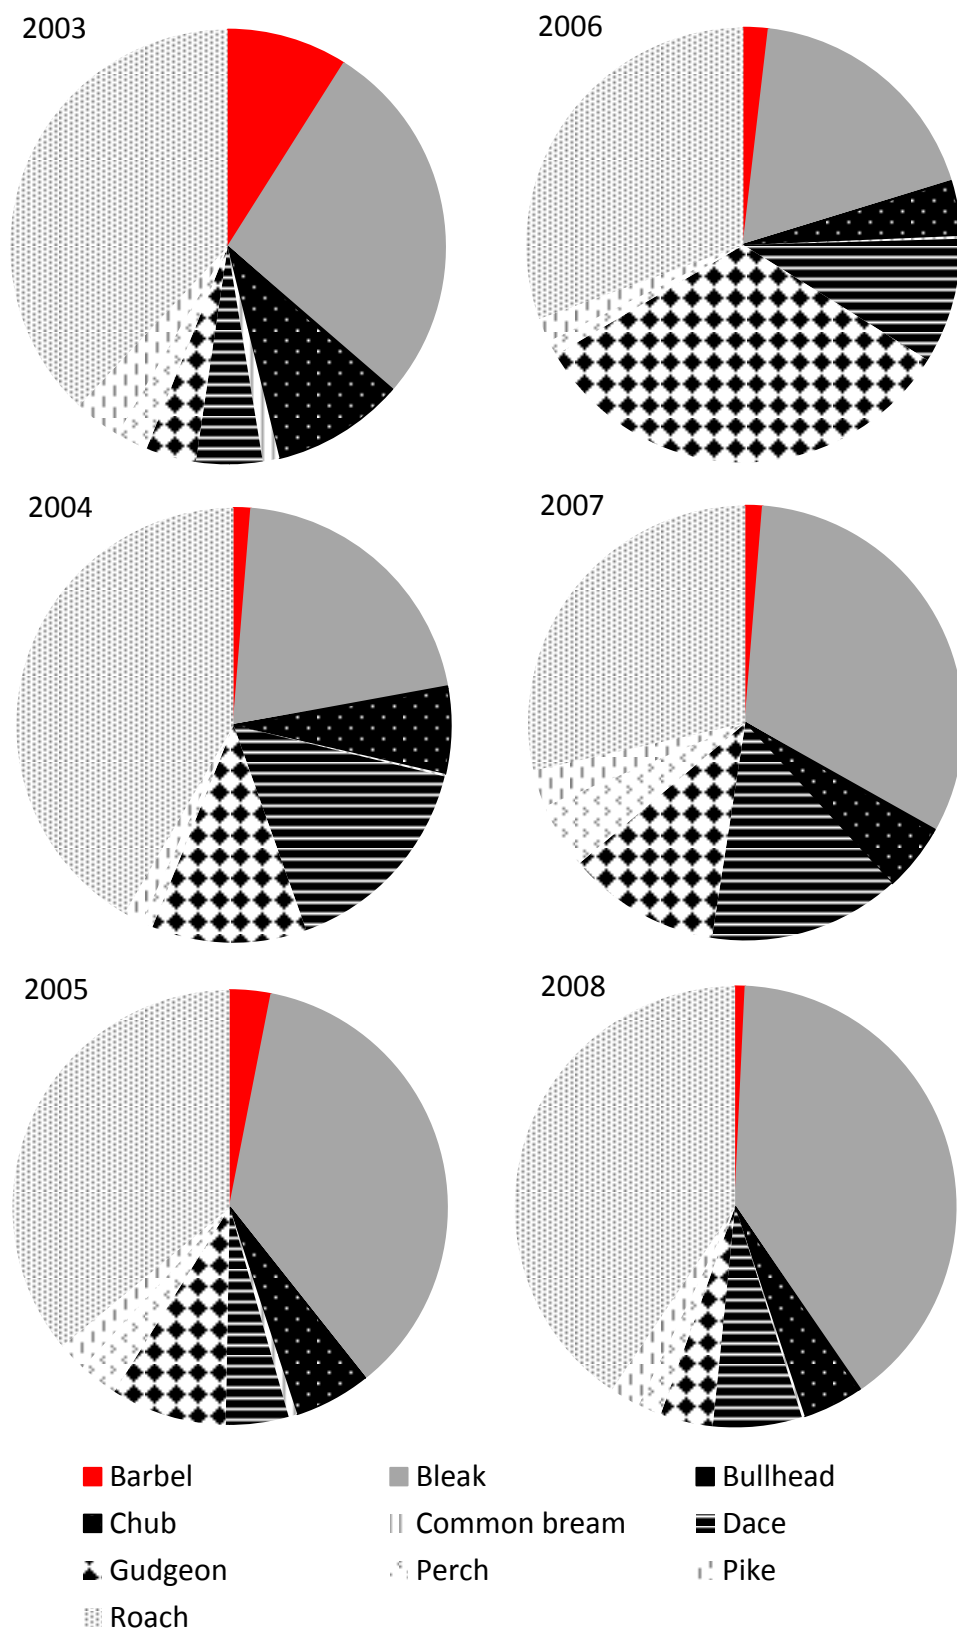 2003
2006
2004
2007
2005
2008
Barbel
Bleak
Bullhead
Chub
Common bream
Dace
Gudgeon
Perch
Pike
Roach